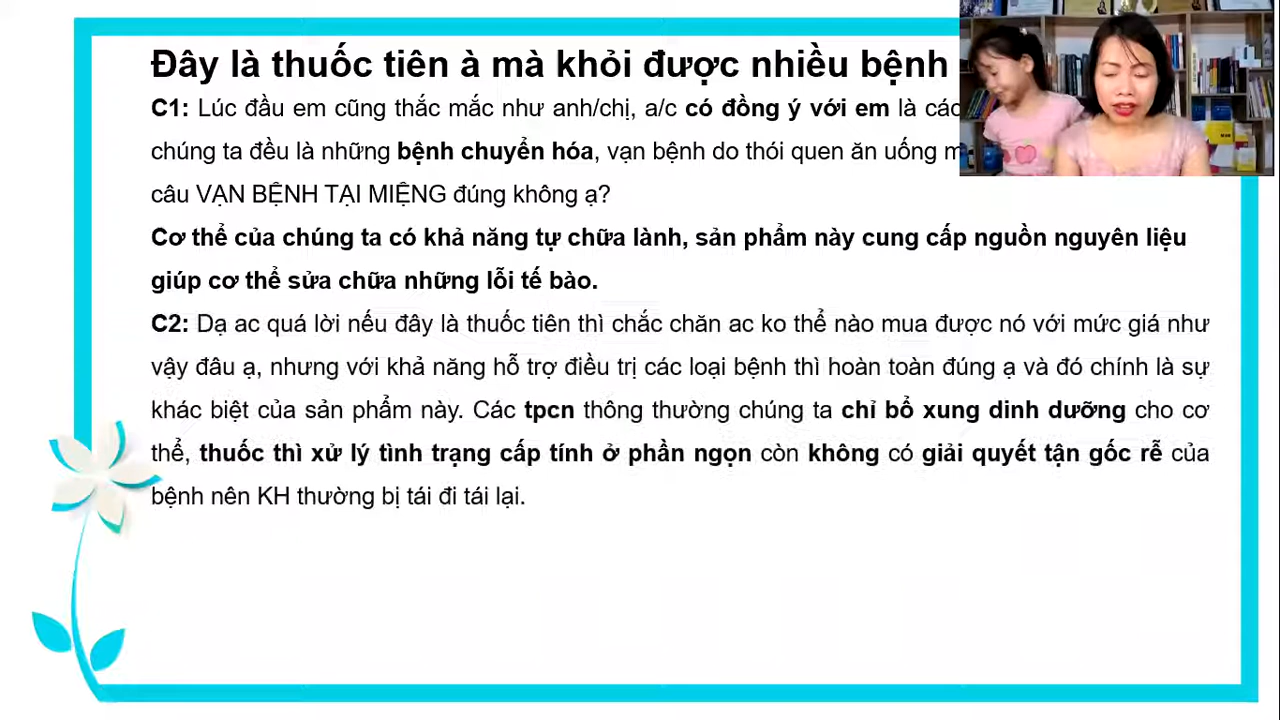 Đây là thuốc tiên à mà khỏi được nhiều bệnh
C1: Lúc đầu em cũng thắc mắc như anh/chị, a/c có đồng ý với em là
chúng ta đều là những bệnh chuyển hóa, vạn bệnh do thói quen ăn uống
câu VẠN BỆNH TẠI MIỆNG đúng không ạ?
Cơ thể của chúng ta có khả năng tự chữa lành, sản phẩm này cung cấp nguồn nguyên liệu
giúp cơ thể sửa chữa những lỗi tế bào.
C2: Dạ ac quá lời nếu đây là thuốc tiên thì chắc chăn ac ko thể nào mua được nó với mức giá như
vậy đâu ạ, nhưng với khả năng hỗ trợ điều trị các loại bệnh thì hoàn toàn đúng ạ và đó chính là sự
khác biệt của sản phẩm này. Các tpcn thông thường chúng ta chỉ bổ xung dinh dưỡng cho cơ
thể, thuốc thì xử lý tình trạng cấp tính ở phần ngọn còn không có giải quyết tận gốc rễ của
bệnh nên KH thường bị tái đi tái lại.